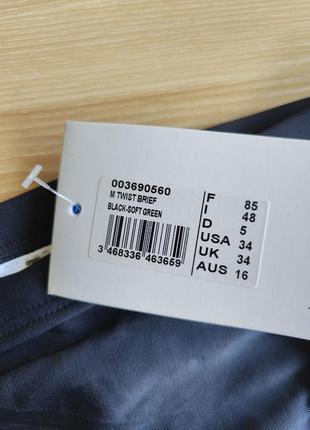 003690560
M TWIST BRIEF
BLACK-SOFT GREEN
3 468336 463659
F 85
I 48
D 5
USA 34
UK 34
AUS 16